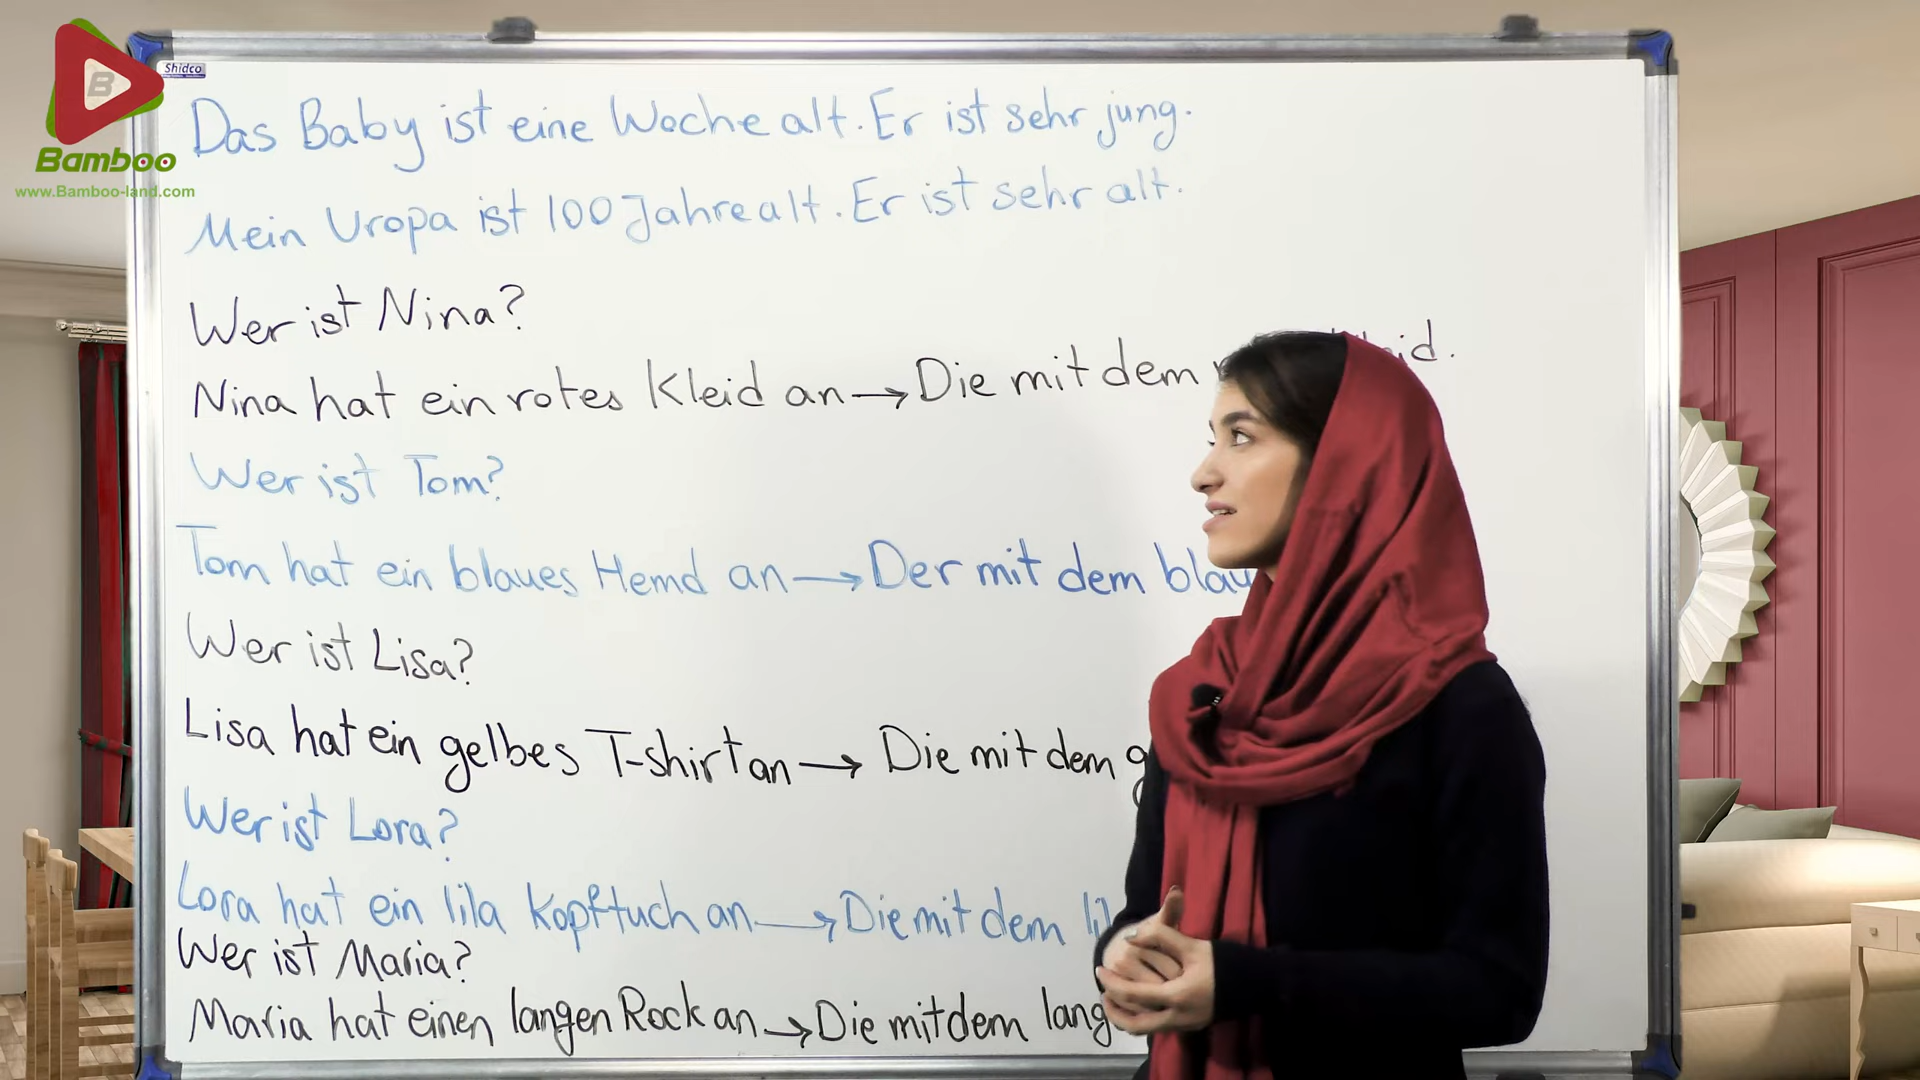 Shidco
B
Bamboo
www.Bamboo-land.com
Das Baby ist eine Woche alt. Er ist sehr jung.
Mein Uropa ist 100 Jahre alt. Er ist sehr alt.
Wer ist Nina?
Nina hat ein rotes Kleid an → Die mit dem
Wer ist Tom?
Tom hat ein blaues Hemd an → Der mit dem blau
Wer ist Lisa?
Lisa hat ein gelbes T-shirt an → Die mit dem g
Wer ist Lora?
Lora hat ein lila Kopftuch an → Die mit dem lil
Wer ist Maria?
Maria hat einen langen Rock an → Die mit dem lang